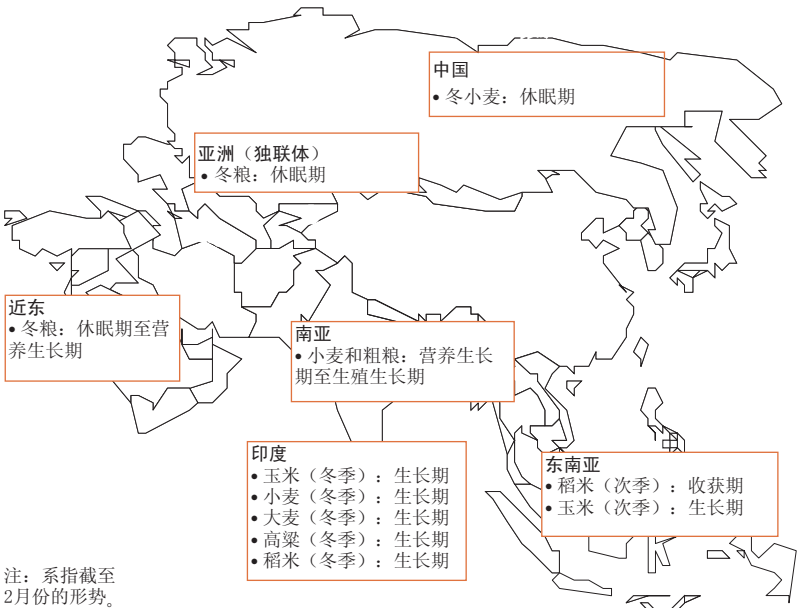 中国
• 冬小麦：休眠期
亚洲（独联体）
• 冬粮：休眠期
近东
• 冬粮：休眠期至营
养生长期
南亚
• 小麦和粗粮：营养生长
期至生殖生长期
印度
• 玉米（冬季）：生长期
• 小麦（冬季）：生长期
• 大麦（冬季）：生长期
• 高粱（冬季）：生长期
• 稻米（冬季）：生长期
东南亚
• 稻米（次季）：收获期
• 玉米（次季）：生长期
注：系指截至
2月份的形势。